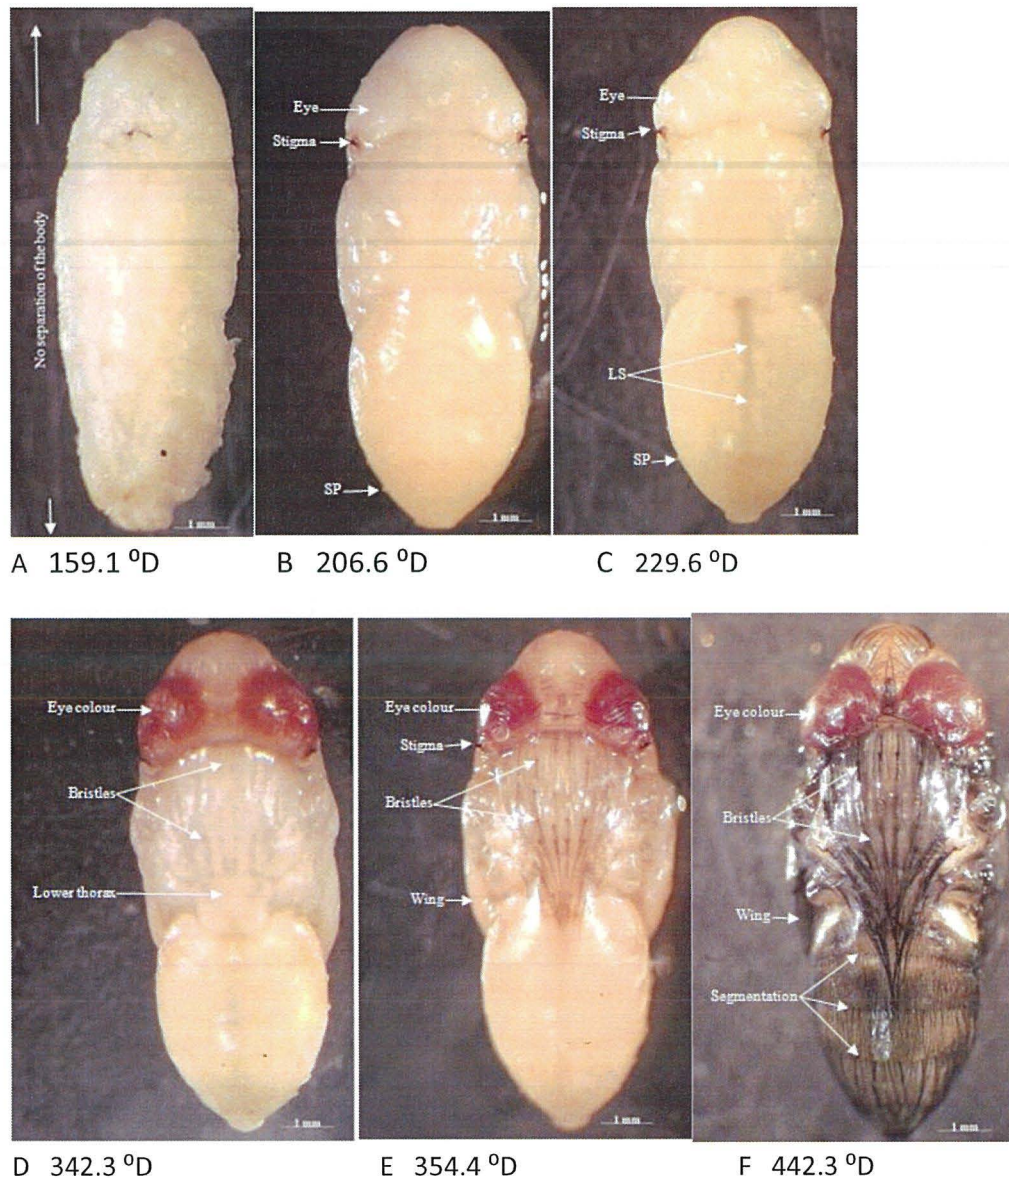 No separation of the body
1 mm
Eye
Stigma
SP
1 mm
Eye
Stigma
LS
SP
1 mm
A 159.1 ⁰D
B 206.6 ⁰D
C 229.6 ⁰D
Eye colour
Bristles
Lower thorax
1 mm
Eye colour
Stigma
Bristles
Wing
1 mm
Eye colour
Bristles
Wing
Segmentation
1 mm
D 342.3 ⁰D
E 354.4 ⁰D
F 442.3 ⁰D